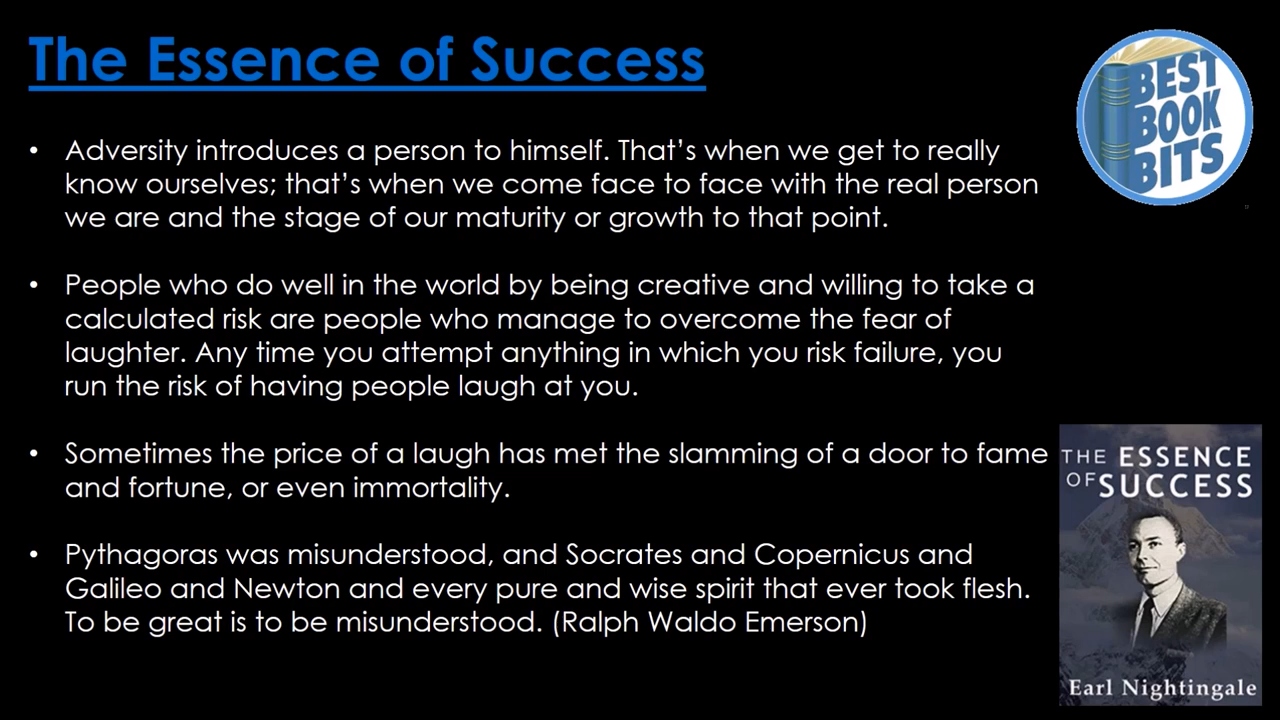 The Essence of Success
BEST
BOOK
BITS
• Adversity introduces a person to himself. That’s when we get to really
know ourselves; that’s when we come face to face with the real person
we are and the stage of our maturity or growth to that point.
• People who do well in the world by being creative and willing to take a
calculated risk are people who manage to overcome the fear of
laughter. Any time you attempt anything in which you risk failure, you
run the risk of having people laugh at you.
• Sometimes the price of a laugh has met the slamming of a door to fame
and fortune, or even immortality.
• Pythagoras was misunderstood, and Socrates and Copernicus and
Galileo and Newton and every pure and wise spirit that ever took flesh.
To be great is to be misunderstood. (Ralph Waldo Emerson)
THE ESSENCE
OF SUCCESS
Earl Nightingale